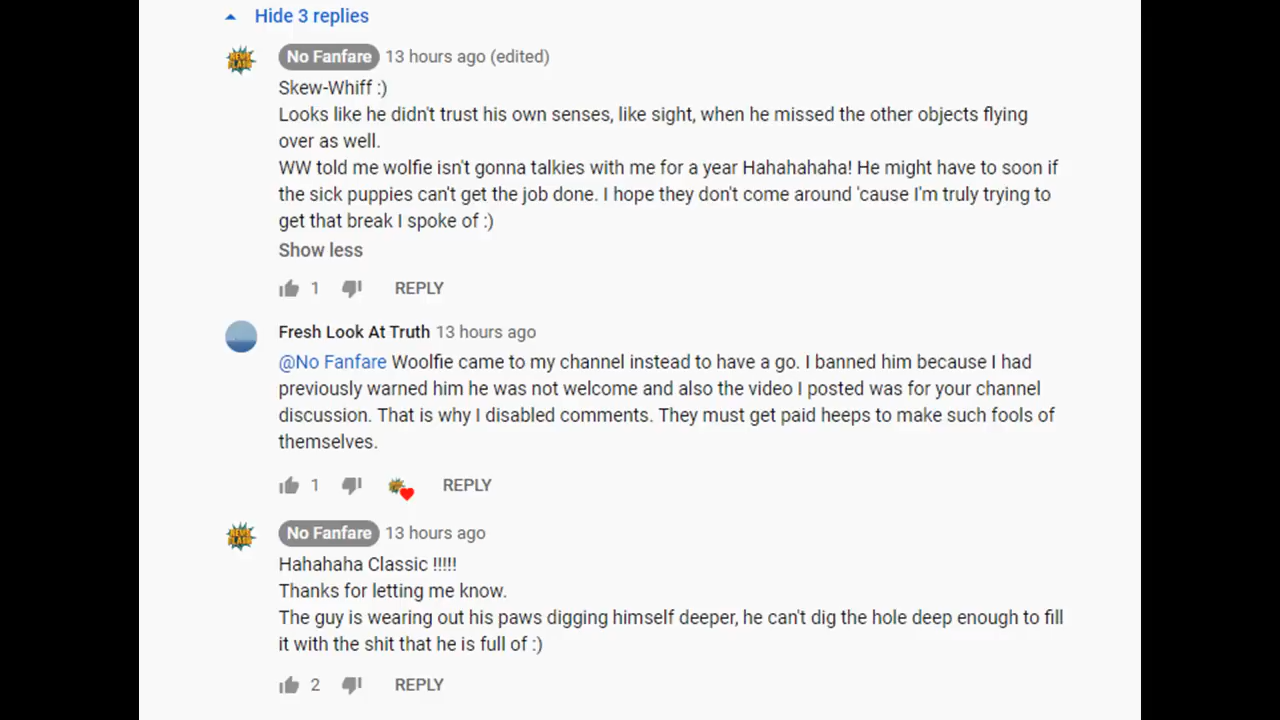 Hide 3 replies
No Fanfare 13 hours ago (edited)
Skew-Whiff :)
Looks like he didn't trust his own senses, like sight, when he missed the other objects flying
over as well.
WW told me wolfie isn't gonna talkies with me for a year Hahahahaha! He might have to soon if
the sick puppies can't get the job done. I hope they don't come around 'cause I'm truly trying to
get that break I spoke of :)
Show less
1 REPLY
Fresh Look At Truth 13 hours ago
@No Fanfare Woolfie came to my channel instead to have a go. I banned him because I had
previously warned him he was not welcome and also the video I posted was for your channel
discussion. That is why I disabled comments. They must get paid heeps to make such fools of
themselves.
1 REPLY
No Fanfare 13 hours ago
Hahahaha Classic !!!!!
Thanks for letting me know.
The guy is wearing out his paws digging himself deeper, he can't dig the hole deep enough to fill
it with the shit that he is full of :)
2 REPLY